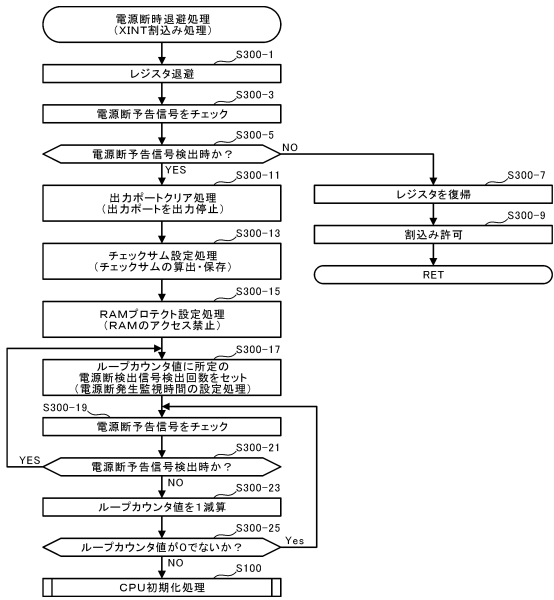 電源断時退避処理
（XINT割込み処理）
S300-1
レジスタ退避
S300-3
電源断予告信号をチェック
S300-5
電源断予告信号検出時か？
NO
YES
S300-7
レジスタを復帰
S300-9
割込み許可
RET
S300-11
出力ポートクリア処理
（出力ポートを出力停止）
S300-13
チェックサム設定処理
（チェックサムの算出・保存）
S300-15
RAMプロテクト設定処理
（RAMのアクセス禁止）
S300-17
ループカウンタ値に所定の
電源断検出信号検出回数をセット
（電源断発生監視時間の設定処理）
S300-19
電源断予告信号をチェック
S300-21
YES
電源断予告信号検出時か？
NO
S300-23
ループカウンタ値を1減算
S300-25
ループカウンタ値が0でないか？
Yes
NO
S100
CPU初期化処理